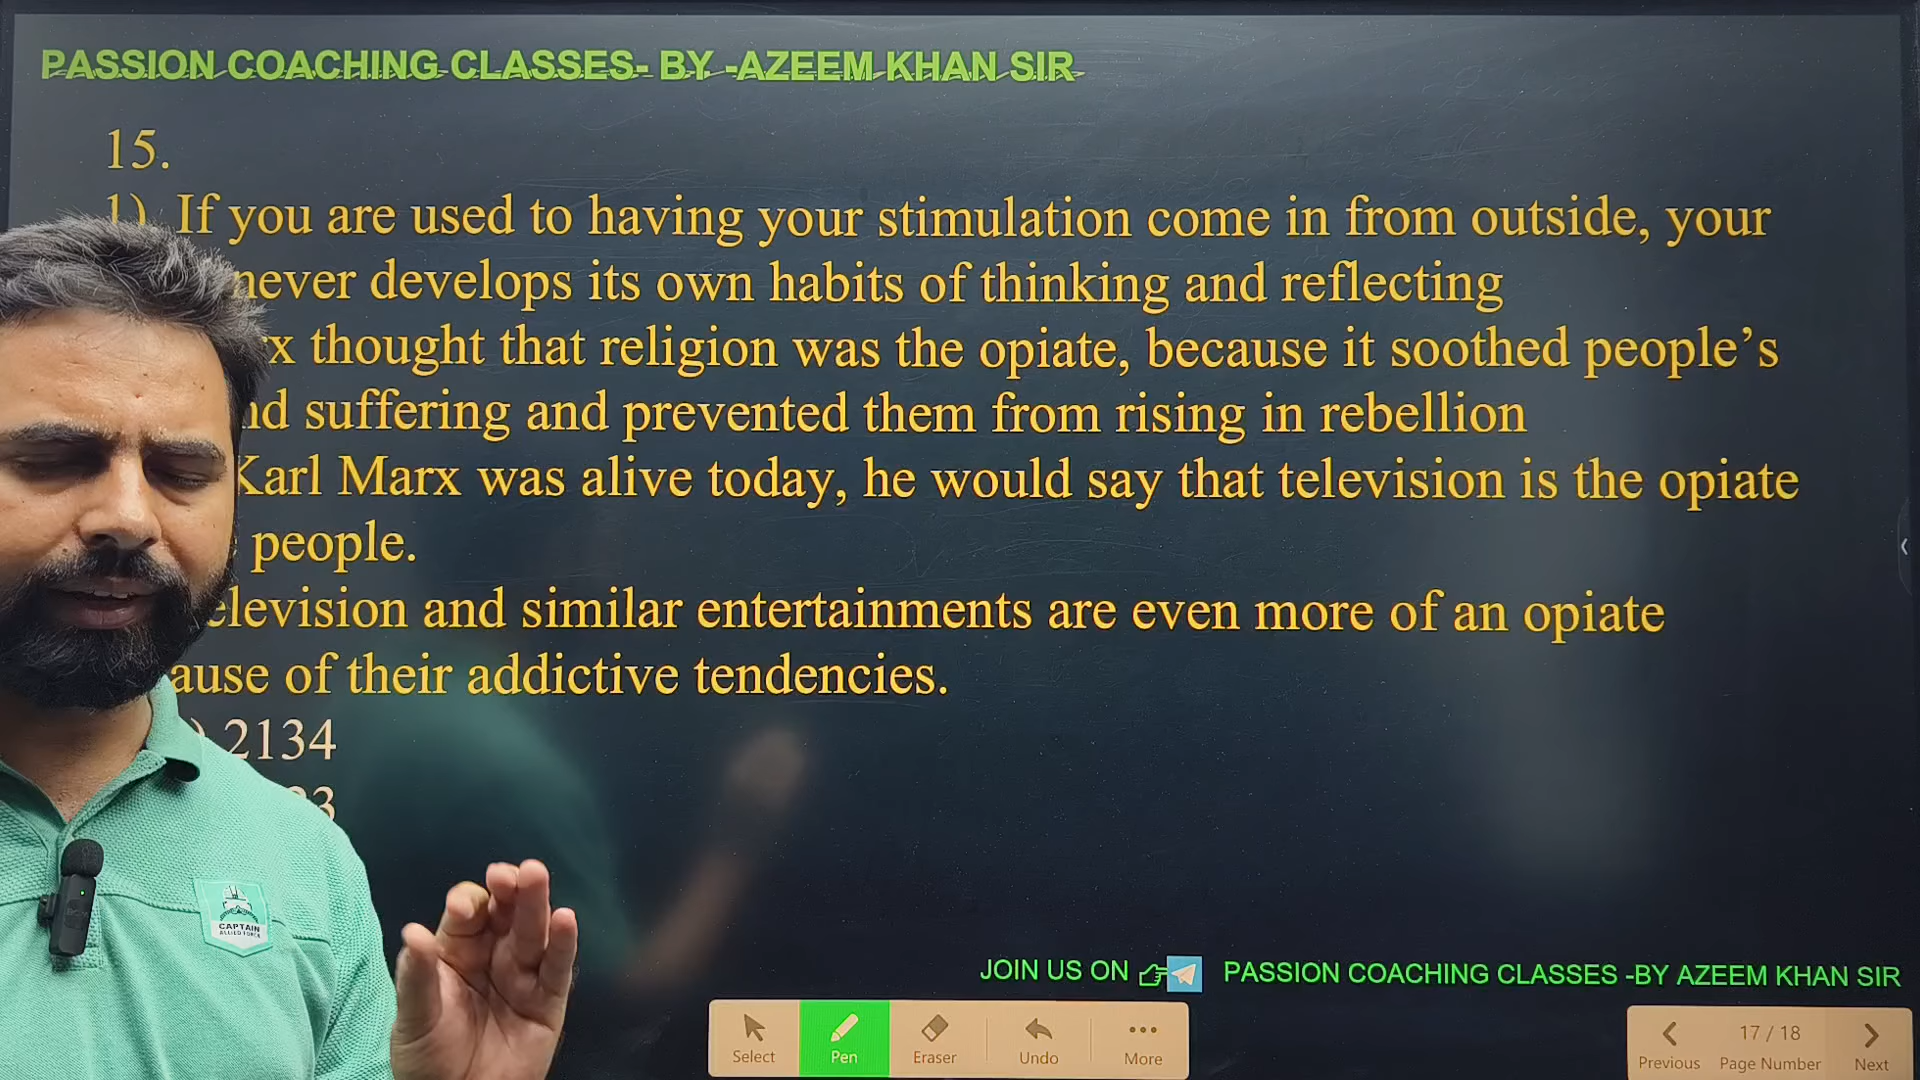 PASSION COACHING CLASSES- BY -AZEEM KHAN SIR
15.
1) If you are used to having your stimulation come in from outside, your
never develops its own habits of thinking and reflecting
thought that religion was the opiate, because it soothed people’s
suffering and prevented them from rising in rebellion
Karl Marx was alive today, he would say that television is the opiate
people.
and similar entertainments are even more of an opiate
of their addictive tendencies.
2134
CAPTAIN
ALLIED FORCE
JOIN US ON PASSION COACHING CLASSES -BY AZEEM KHAN SIR
Select Pen Eraser Undo More
Previous 17 / 18 Page Number Next